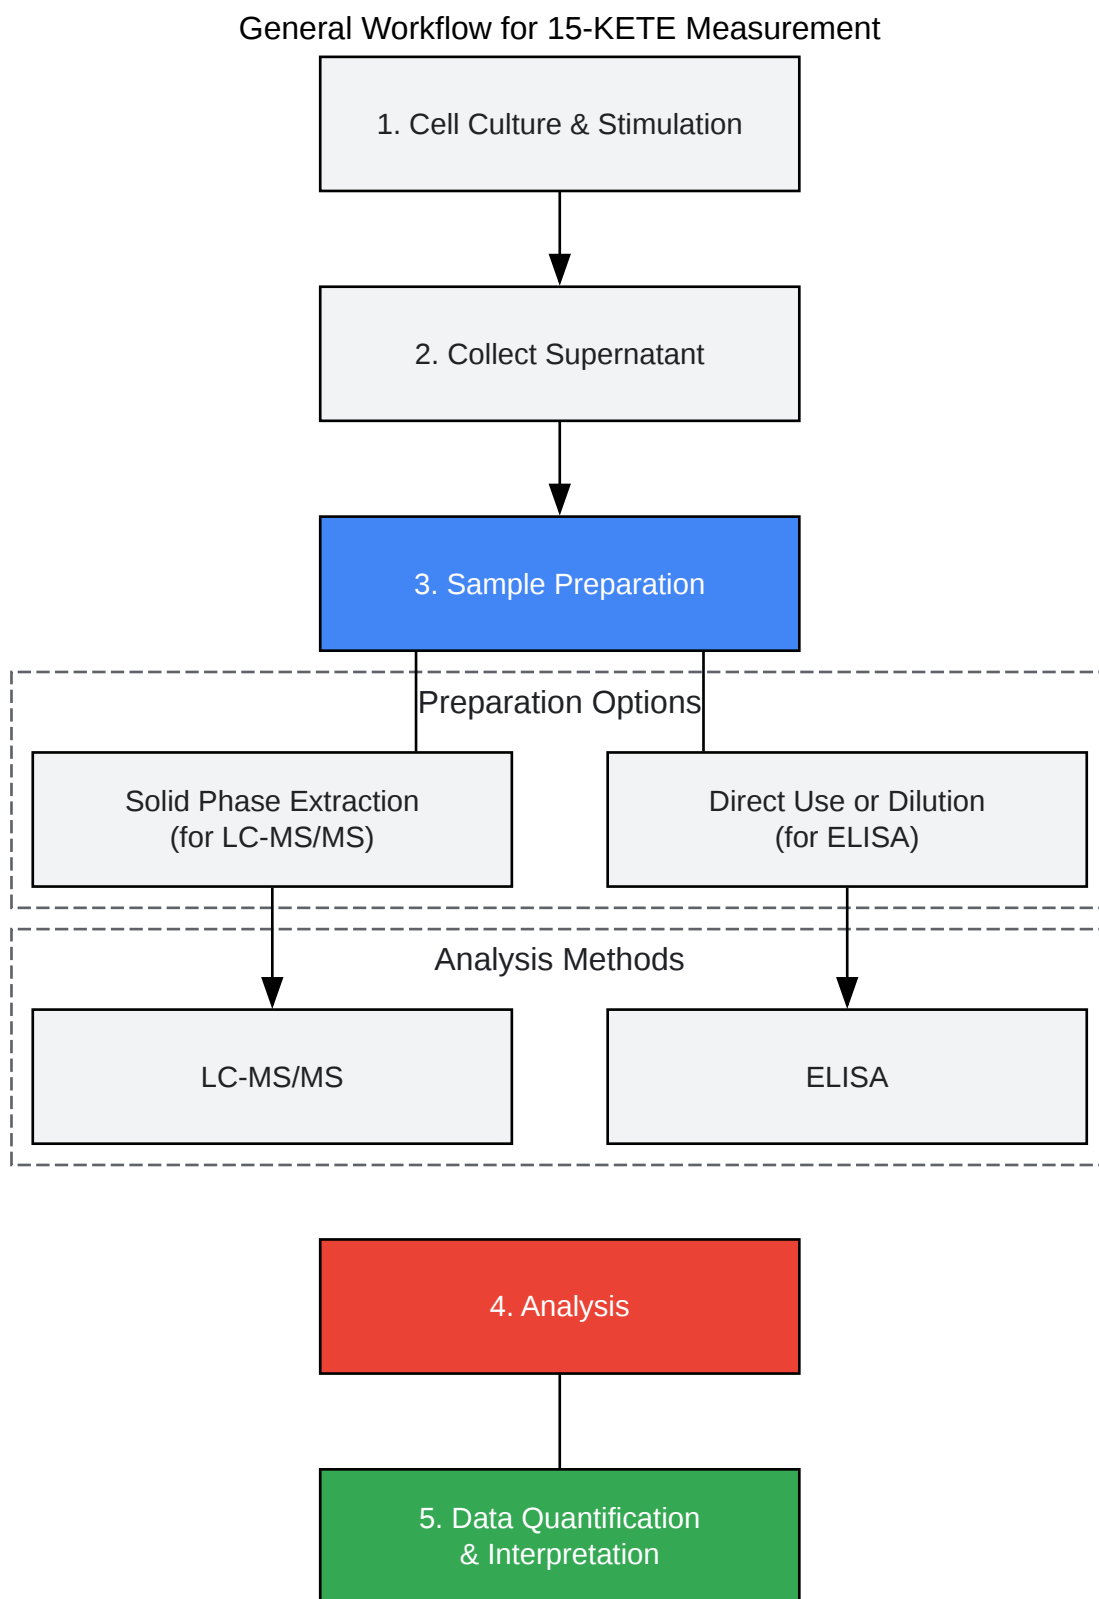 General Workflow for 15-KETE Measurement
1. Cell Culture & Stimulation
2. Collect Supernatant
3. Sample Preparation
Preparation Options
Solid Phase Extraction
(for LC-MS/MS)
Direct Use or Dilution
(for ELISA)
Analysis Methods
LC-MS/MS
ELISA
4. Analysis
5. Data Quantification
& Interpretation